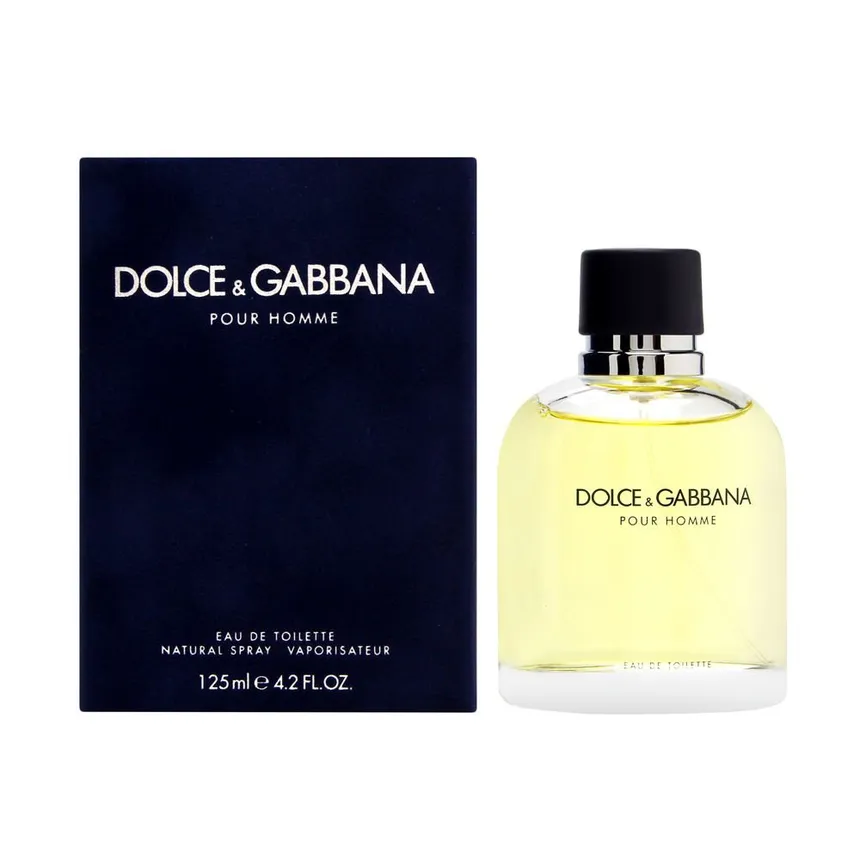 DOLCE & GABBANA
POUR HOMME
EAU DE TOILETTE
NATURAL SPRAY VAPORISATEUR
125ml e 4.2 FL.OZ.
DOLCE & GABBANA
POUR HOMME
EAU DE TOILETTE